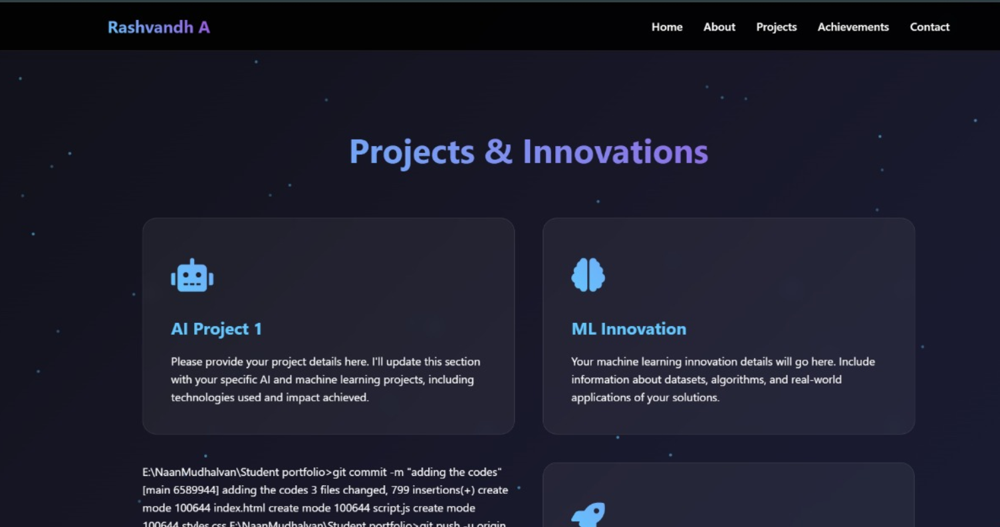 Rashvandh A
Home About Projects Achievements Contact
Projects & Innovations
AI Project 1
Please provide your project details here. I'll update this section
with your specific AI and machine learning projects, including
technologies used and impact achieved.
ML Innovation
Your machine learning innovation details will go here. Include
information about datasets, algorithms, and real-world
applications of your solutions.
E:\NaanMudhalvan\Student portfolio>git commit -m "adding the codes"
[main 6589944] adding the codes 3 files changed, 799 insertions(+) create
mode 100644 index.html create mode 100644 script.js create mode
100644 styles.css E:\NaanMudhalvan\Student portfolio>git push -u origin